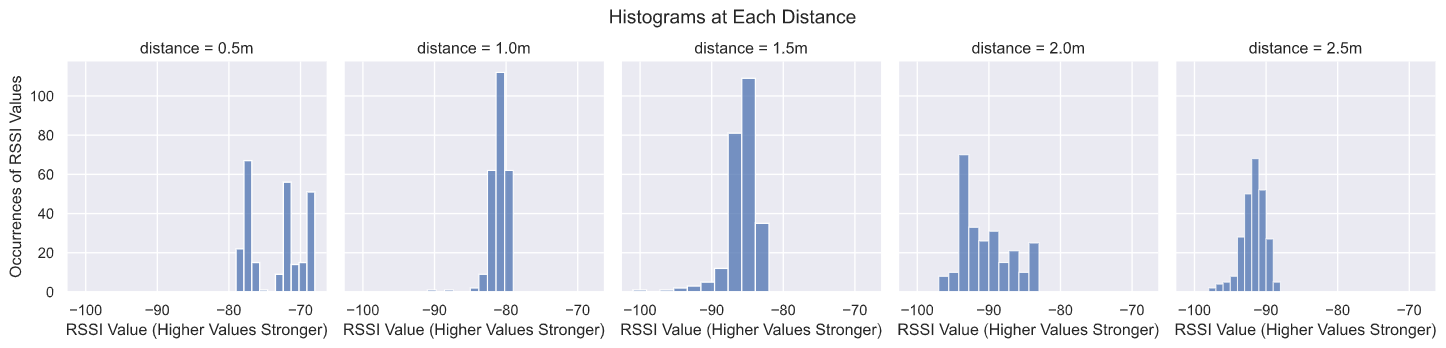 Histograms at Each Distance
distance = 0.5m
distance = 1.0m
distance = 1.5m
distance = 2.0m
distance = 2.5m
Occurrences of RSSI Values
100
80
60
40
20
0
−100 −90 −80 −70
−100 −90 −80 −70
−100 −90 −80 −70
−100 −90 −80 −70
−100 −90 −80 −70
RSSI Value (Higher Values Stronger)
RSSI Value (Higher Values Stronger)
RSSI Value (Higher Values Stronger)
RSSI Value (Higher Values Stronger)
RSSI Value (Higher Values Stronger)